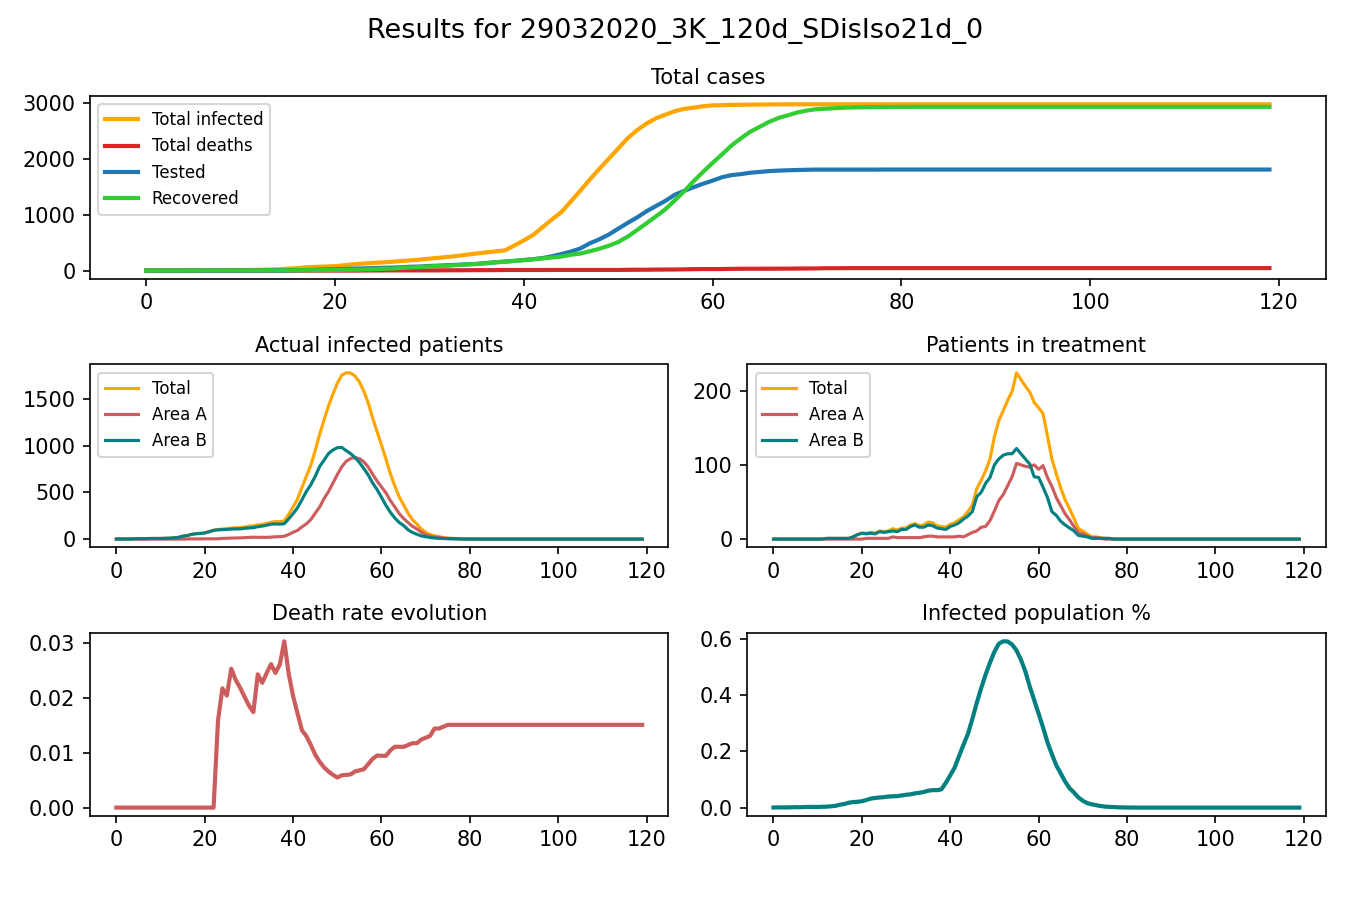 Results for 29032020_3K_120d_SDisIso21d_0
Total cases
3000
2000
1000
0
Total infected
Total deaths
Tested
Recovered
0 20 40 60 80 100 120
Actual infected patients
1500
1000
500
0
Total
Area A
Area B
0 20 40 60 80 100 120
Patients in treatment
200
100
0
Total
Area A
Area B
0 20 40 60 80 100 120
Death rate evolution
0.03
0.02
0.01
0.00
0 20 40 60 80 100 120
Infected population %
0.6
0.4
0.2
0.0
0 20 40 60 80 100 120